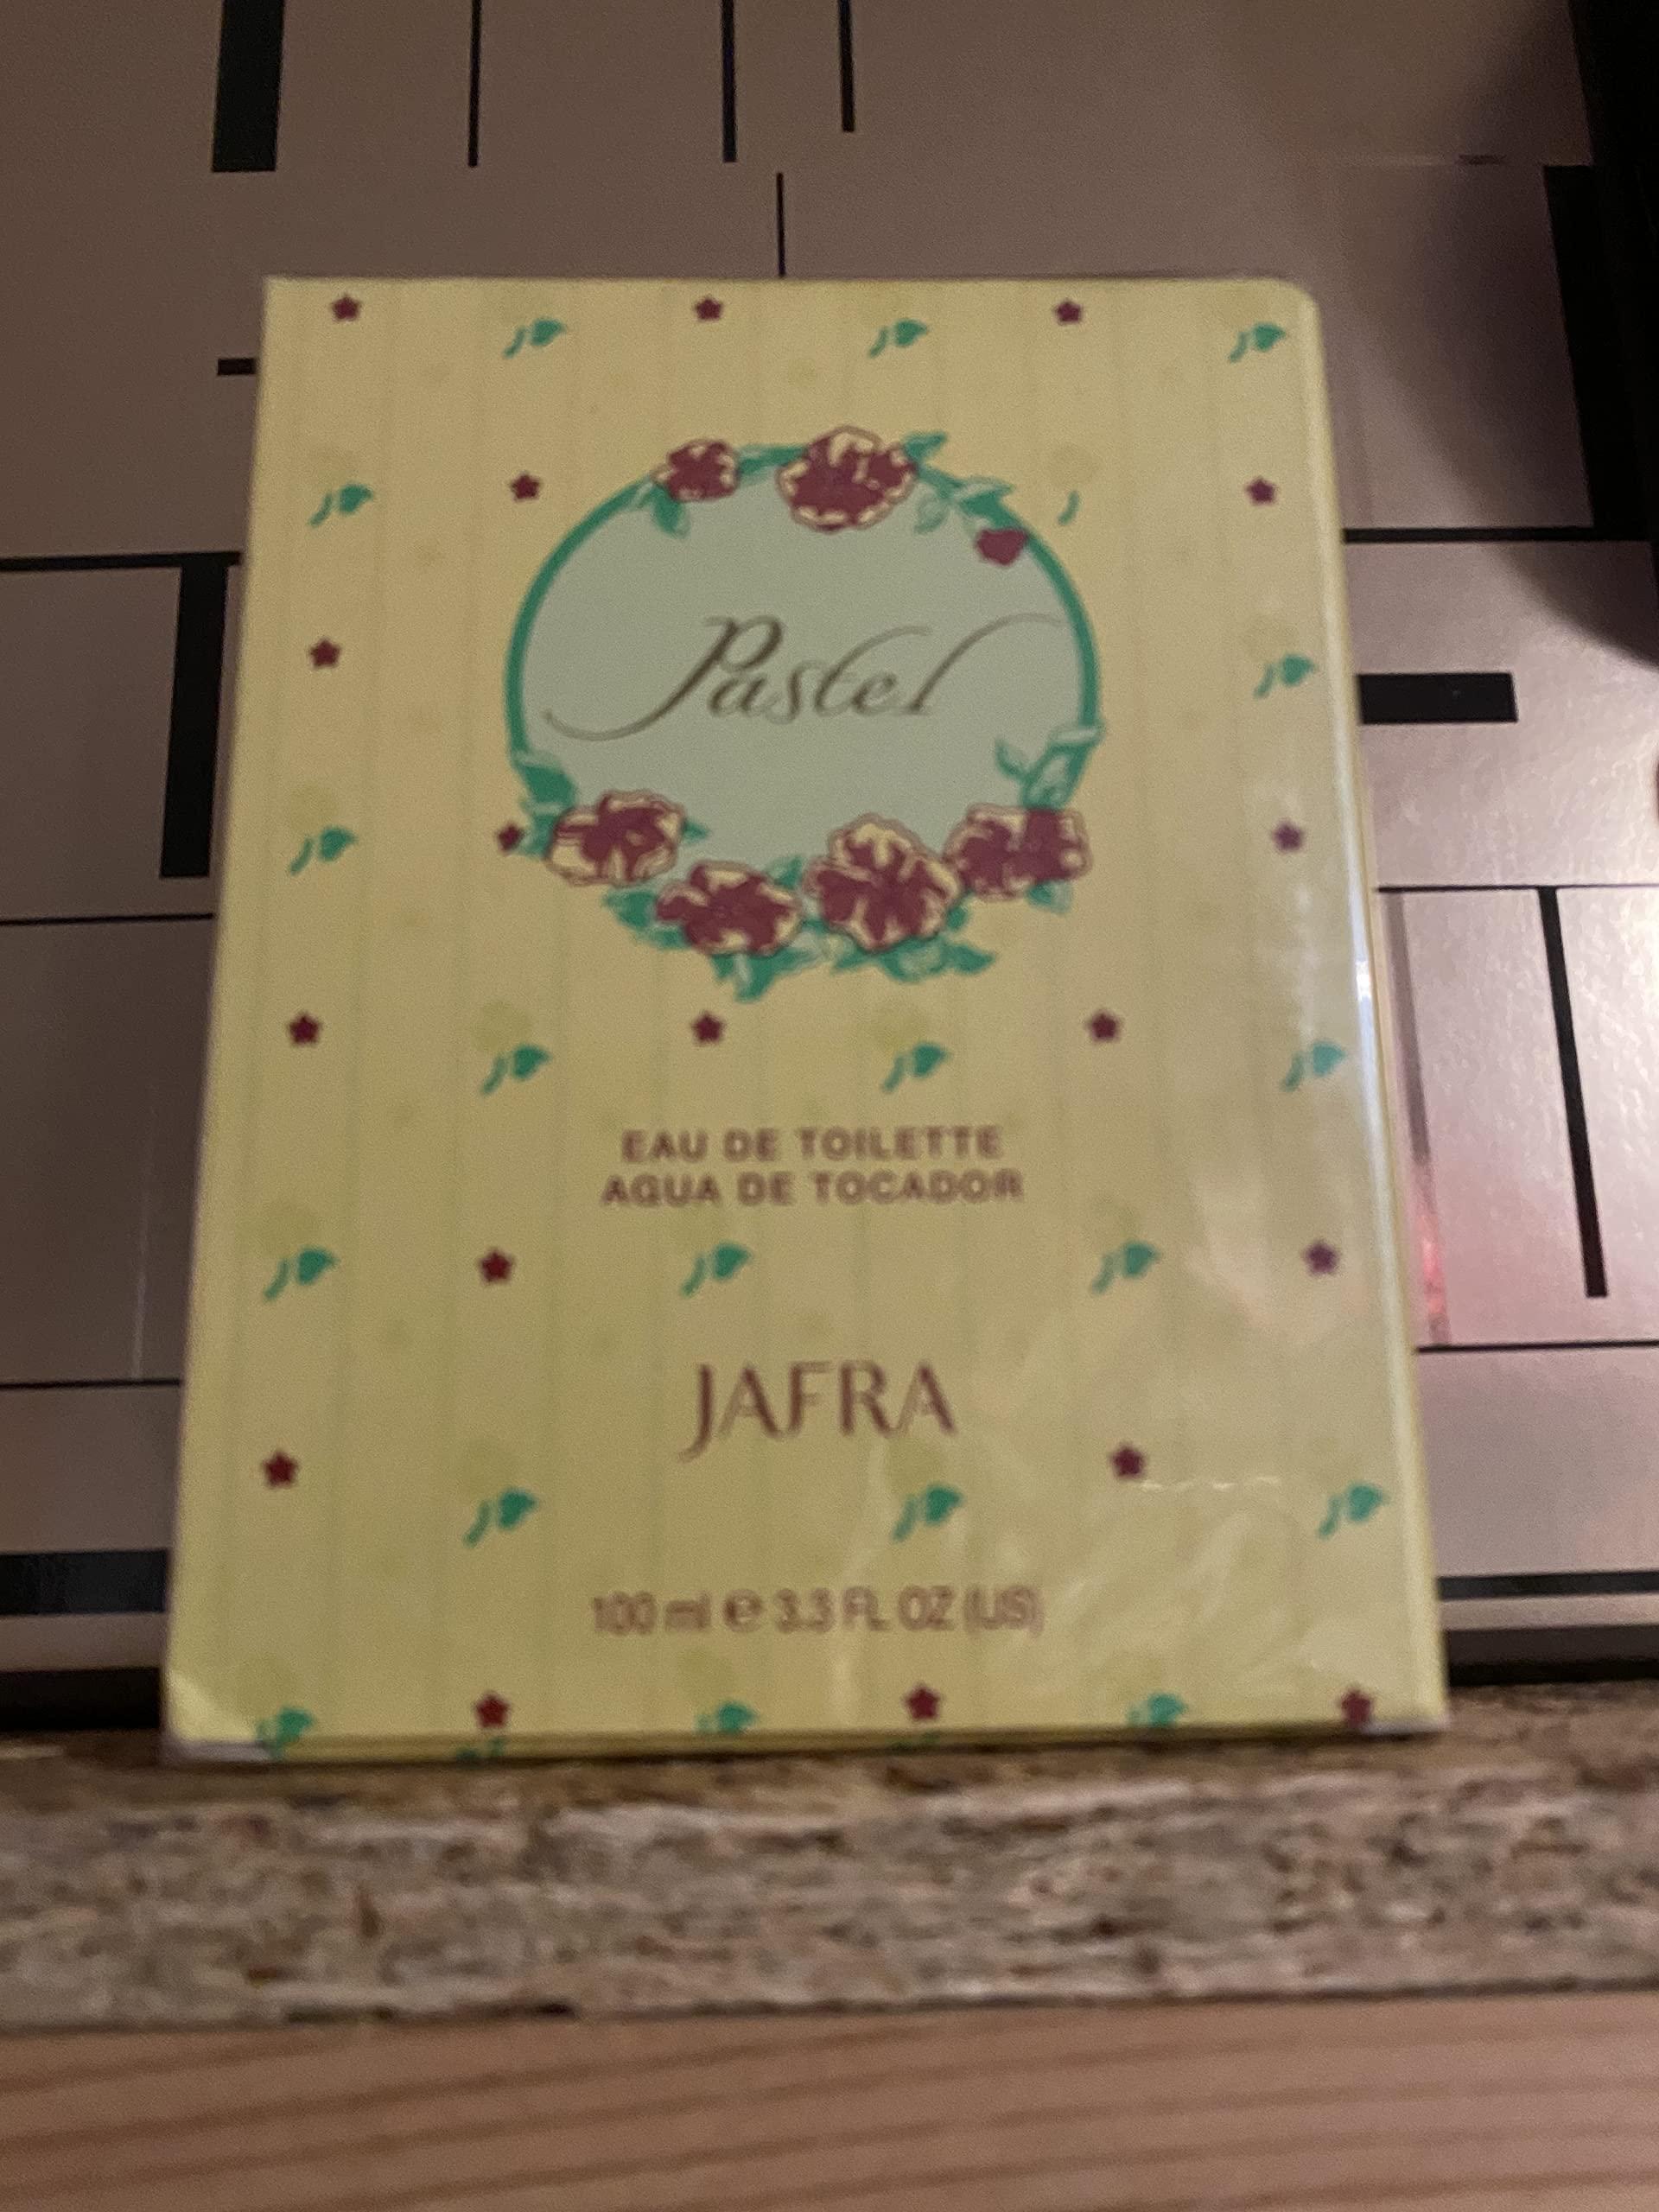 Pastel
EAU DE TOILETTE
AGUA DE TOCADOR
JAFRA
100 ml ℮ 3.3 FL OZ (US)